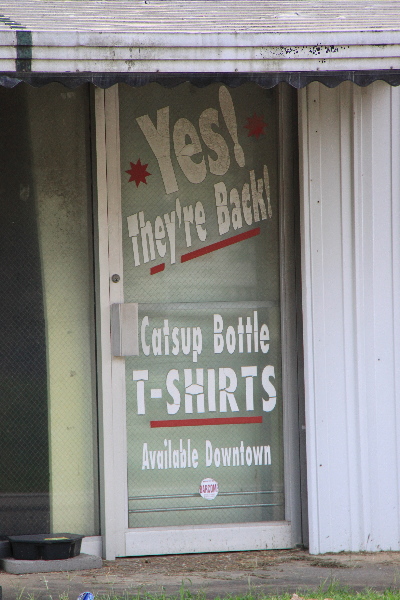 Yes!
They're Back!
Catsup Bottle
T-SHIRTS
Available Downtown